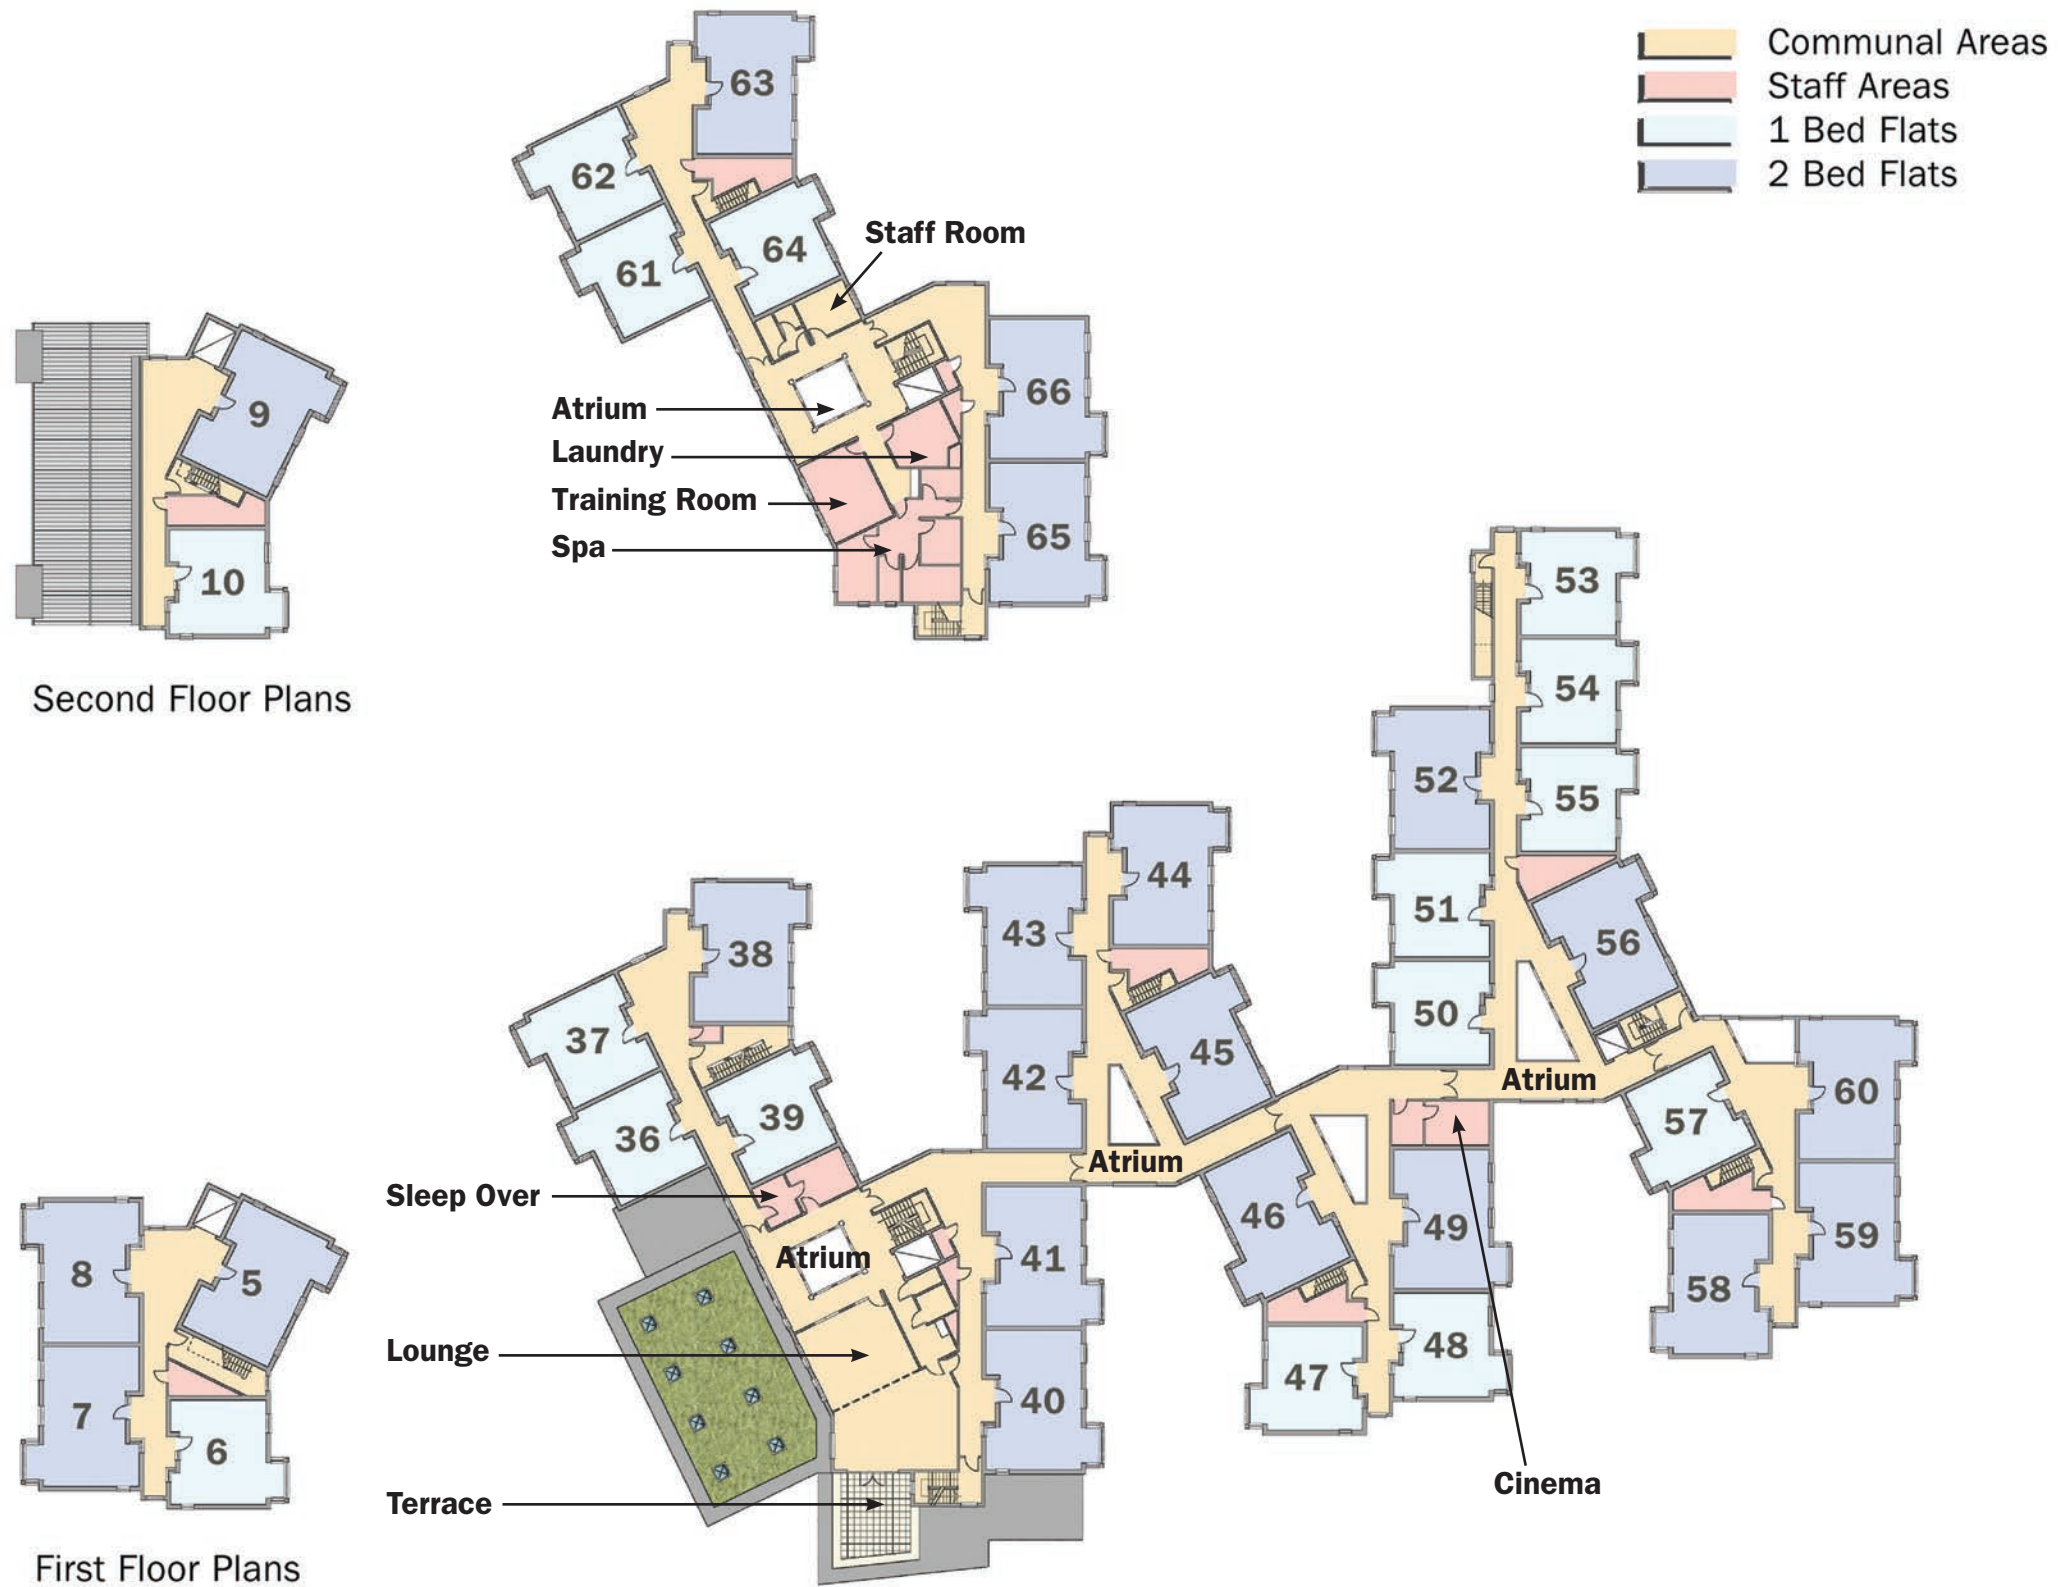 Communal Areas
Staff Areas
1 Bed Flats
2 Bed Flats
63
62
64
61
Staff Room
66
65
Atrium
Laundry
Training Room
Spa
9
10
Second Floor Plans
53
54
55
52
51
50
56
44
43
42
45
38
37
36
39
57
60
59
58
Atrium
Atrium
Atrium
46
49
48
47
41
40
Sleep Over
Lounge
Terrace
Cinema
8
5
7
6
First Floor Plans